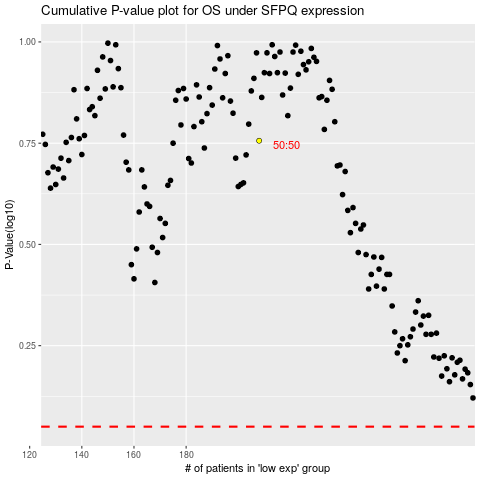 Cumulative P-value plot for OS under SFPQ expression
1.00
0.75
0.50
0.25
P-Value(log10)
50:50
120 140 160 180
# of patients in 'low exp' group